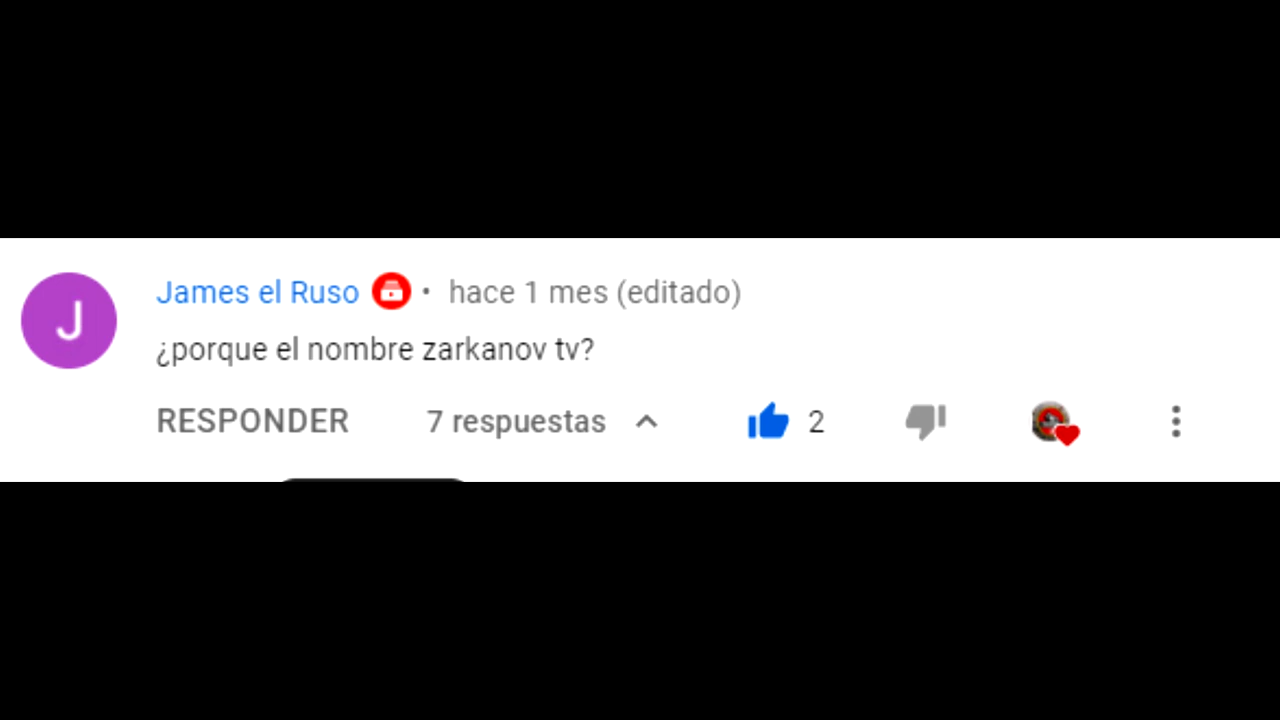 J
James el Ruso • hace 1 mes (editado)
¿porque el nombre zarkanov tv?
RESPONDER 7 respuestas 2